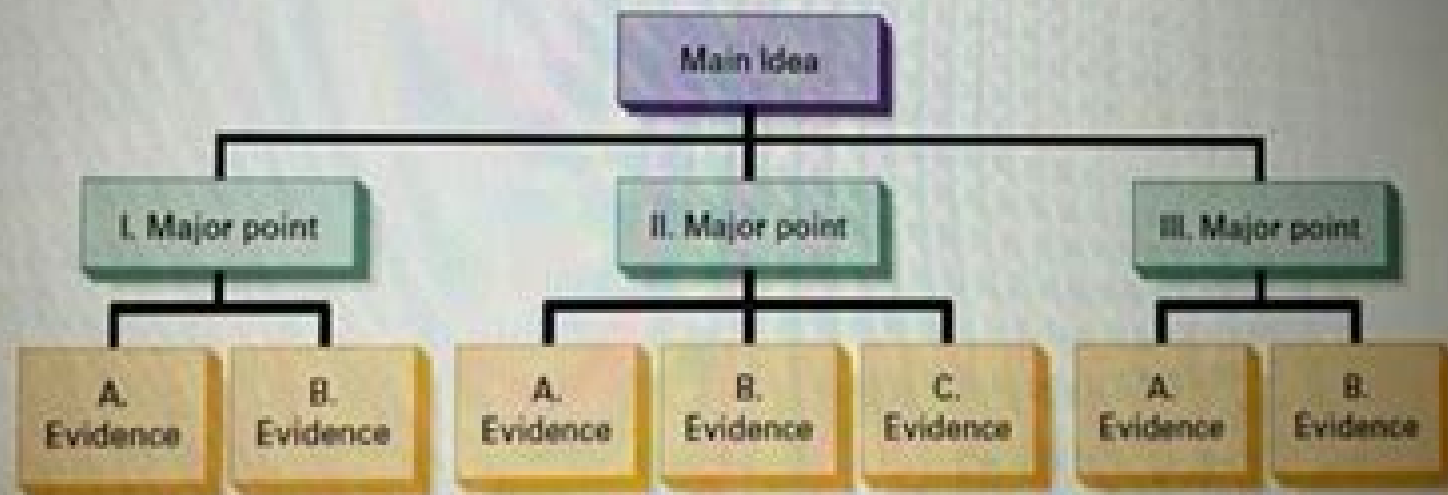 Main Idea
I. Major point
II. Major point
III. Major point
A.
Evidence
B.
Evidence
A.
Evidence
B.
Evidence
C.
Evidence
A.
Evidence
B.
Evidence